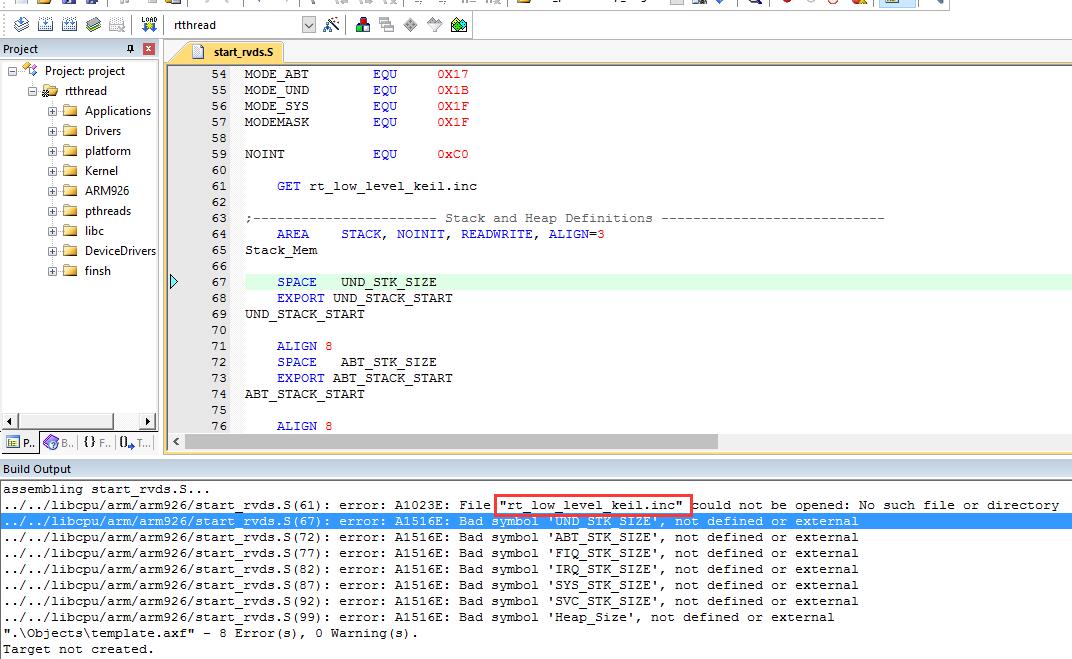 LOAD
rtthread
Project
start_rvds.S
Project: project
rtthread
Applications
Drivers
platform
Kernel
ARM926
pthreads
libc
DeviceDrivers
finsh
P... B... {} F... T...
54 MODE_ABT EQU 0X17
55 MODE_UND EQU 0X1B
56 MODE_SYS EQU 0X1F
57 MODEMASK EQU 0X1F
58
59 NOINT EQU 0xC0
60
61 GET rt_low_level_keil.inc
62
63 ;----------------------- Stack and Heap Definitions ----------------------------
64 AREA STACK, NOINIT, READWRITE, ALIGN=3
65 Stack_Mem
66
67 SPACE UND_STK_SIZE
68 EXPORT UND_STACK_START
69 UND_STACK_START
70
71 ALIGN 8
72 SPACE ABT_STK_SIZE
73 EXPORT ABT_STACK_START
74 ABT_STACK_START
75
76 ALIGN 8
Build Output
assembling start_rvds.S...
../../libcpu/arm/arm926/start_rvds.S(61): error: A1023E: File "rt_low_level_keil.inc" could not be opened: No such file or directory
../../libcpu/arm/arm926/start_rvds.S(67): error: A1516E: Bad symbol 'UND_STK_SIZE', not defined or external
../../libcpu/arm/arm926/start_rvds.S(72): error: A1516E: Bad symbol 'ABT_STK_SIZE', not defined or external
../../libcpu/arm/arm926/start_rvds.S(77): error: A1516E: Bad symbol 'FIQ_STK_SIZE', not defined or external
../../libcpu/arm/arm926/start_rvds.S(82): error: A1516E: Bad symbol 'IRQ_STK_SIZE', not defined or external
../../libcpu/arm/arm926/start_rvds.S(87): error: A1516E: Bad symbol 'SYS_STK_SIZE', not defined or external
../../libcpu/arm/arm926/start_rvds.S(92): error: A1516E: Bad symbol 'SVC_STK_SIZE', not defined or external
../../libcpu/arm/arm926/start_rvds.S(99): error: A1516E: Bad symbol 'Heap_Size', not defined or external
".\Objects\template.axf" - 8 Error(s), 0 Warning(s).
Target not created.